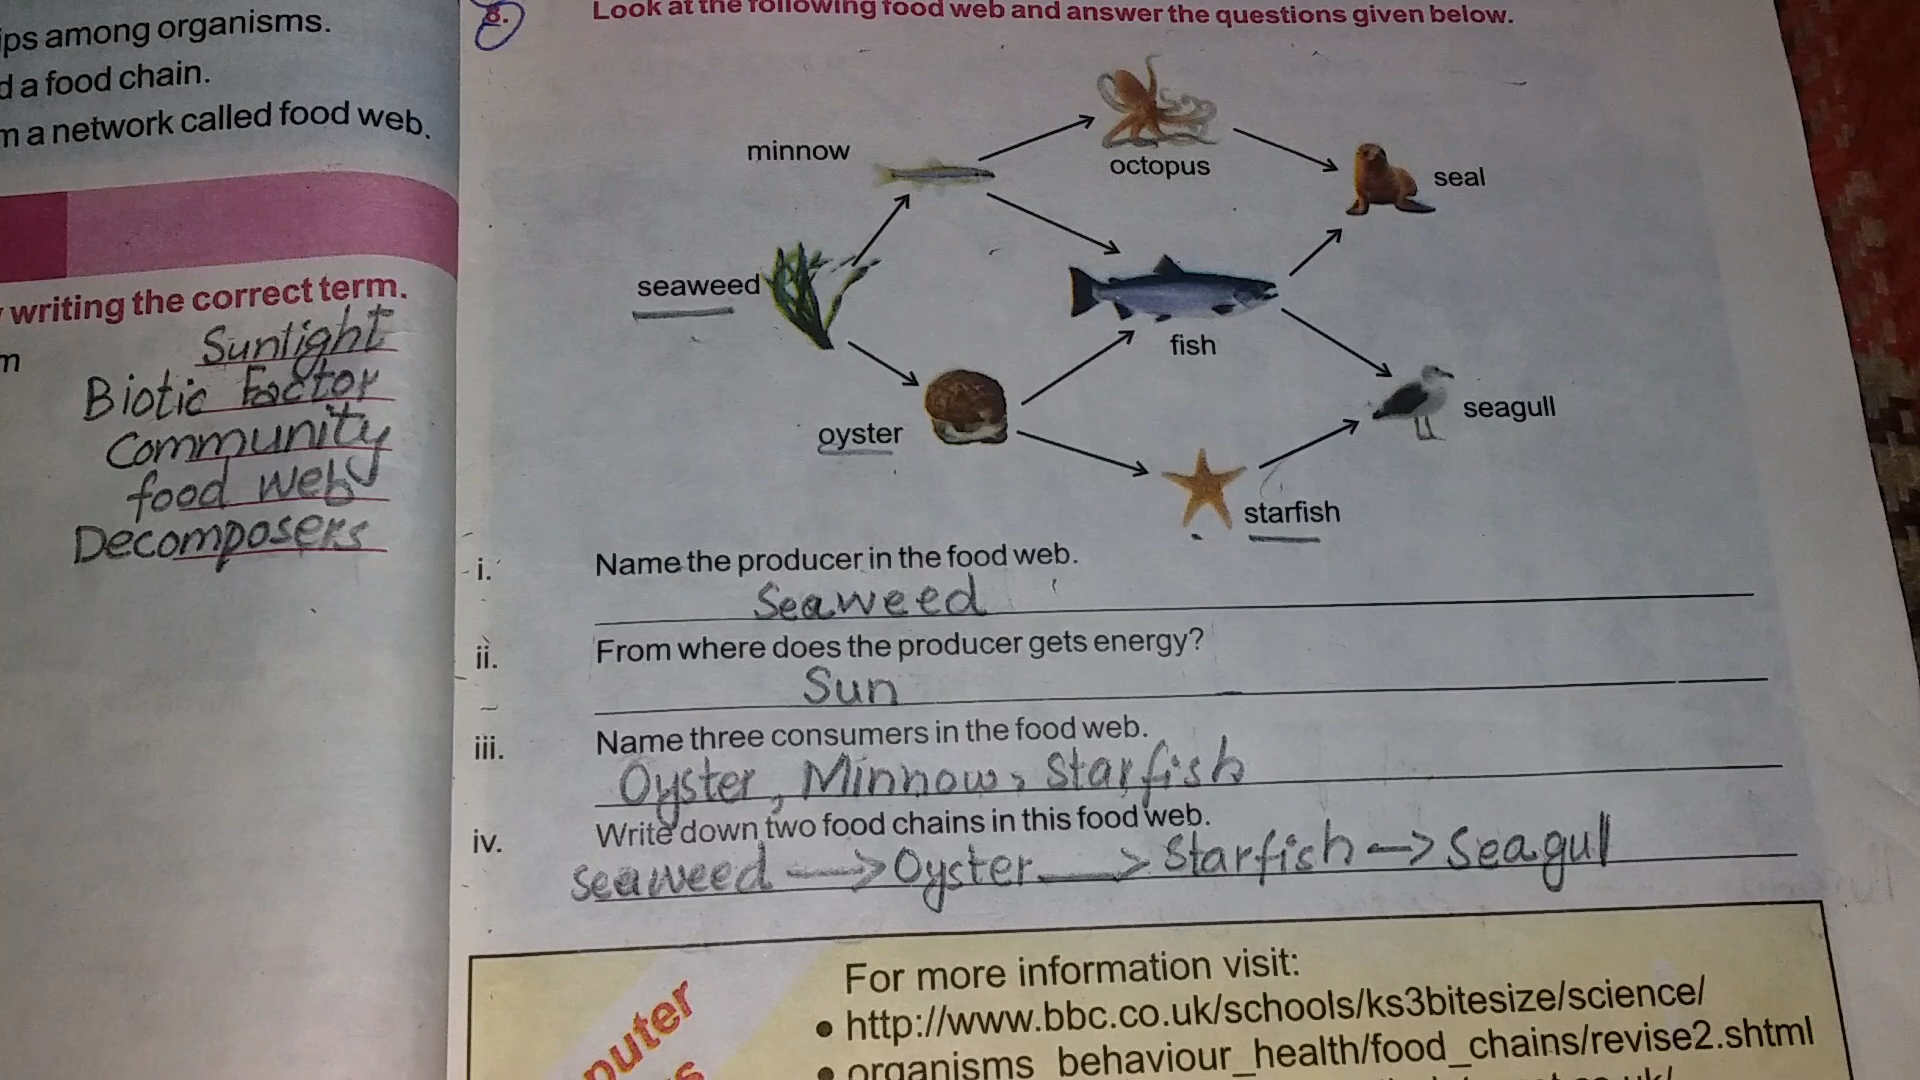 ips among organisms.
d a food chain.
m a network called food web.
writing the correct term.
m
Sunlight
Biotic Factor
Community
food web
Decomposers
8.
Look at the following food web and answer the questions given below.
minnow
octopus
seal
seaweed
fish
oyster
seagull
starfish
i. Name the producer in the food web.
Seaweed
ii. From where does the producer gets energy?
Sun
iii. Name three consumers in the food web.
Oyster, Minnow, Starfish
iv. Write down two food chains in this food web.
seaweed -> Oyster -> Starfish -> Seagull
puter
For more information visit:
• http://www.bbc.co.uk/schools/ks3bitesize/science/
• organisms_behaviour_health/food_chains/revise2.shtml